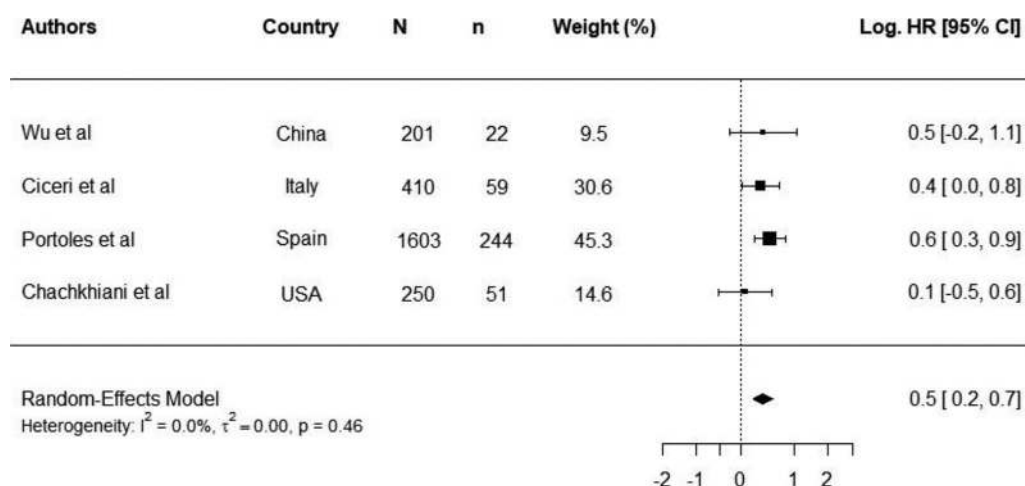 Authors Country N n Weight (%) Log. HR [95% CI]
Wu et al China 201 22 9.5 0.5 [-0.2, 1.1]
Ciceri et al Italy 410 59 30.6 0.4 [ 0.0, 0.8]
Portoles et al Spain 1603 244 45.3 0.6 [ 0.3, 0.9]
Chachkhiani et al USA 250 51 14.6 0.1 [-0.5, 0.6]
Random-Effects Model 0.5 [ 0.2, 0.7]
Heterogeneity: I² = 0.0%, τ² = 0.00, p = 0.46
-2 -1 0 1 2